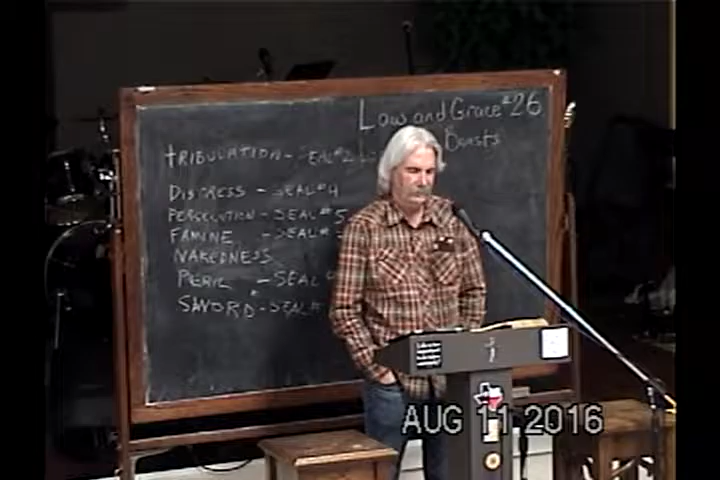 Law and Grace #26
Beasts
TRIBULATION - SEAL #2
DISTRESS - SEAL #4
PERSECUTION - SEAL #5
FAMINE - SEAL #
NAKEDNESS
PERIL - SEAL
SWORD - SEAL #
AUG 11 2016